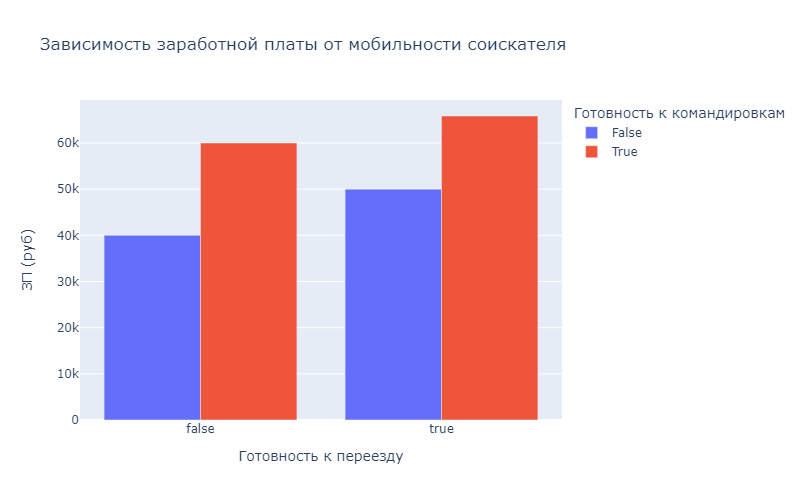 Зависимость заработной платы от мобильности соискателя
Готовность к командировкам
False
True
ЗП (руб)
60k
50k
40k
30k
20k
10k
0
false
true
Готовность к переезду